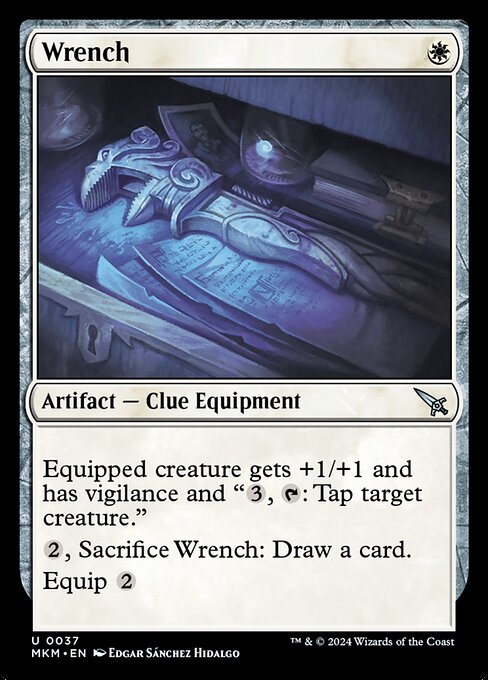 Wrench
Artifact — Clue Equipment
Equipped creature gets +1/+1 and
has vigilance and “3, : Tap target
creature.”
2, Sacrifice Wrench: Draw a card.
Equip 2
U 0037
MKM • EN Edgar Sánchez Hidalgo
™ & © 2024 Wizards of the Coast